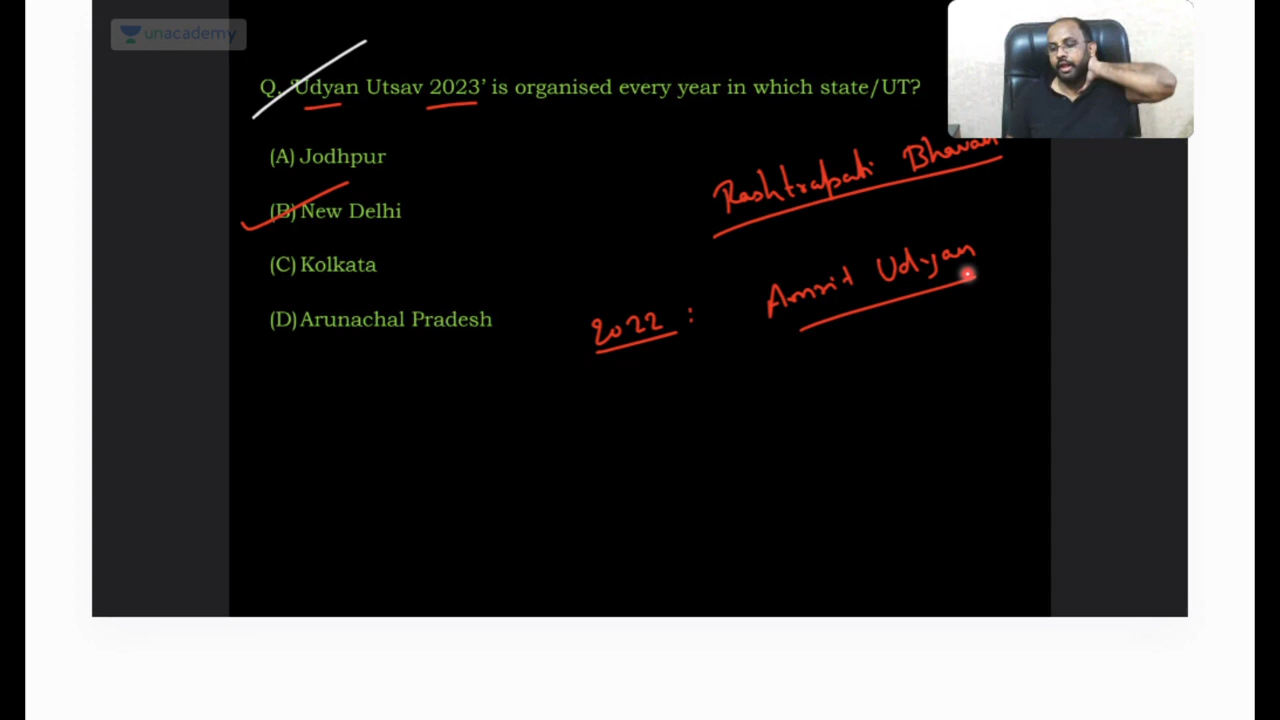 unacademy
Q. 'Udyan Utsav 2023' is organised every year in which state/UT?
(A) Jodhpur
Rashtrapati Bhavan
(B) New Delhi
(C) Kolkata
Amrit Udyan
(D) Arunachal Pradesh
2022 :